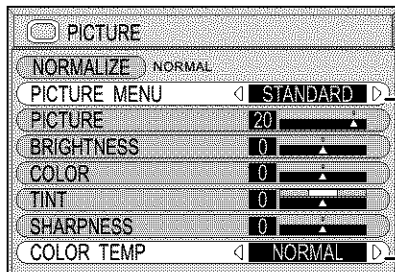 PICTURE
NORMALIZE NORMAL
PICTURE MENU STANDARD
PICTURE 20
BRIGHTNESS 0
COLOR 0
TINT 0
SHARPNESS 0
COLOR TEMP NORMAL